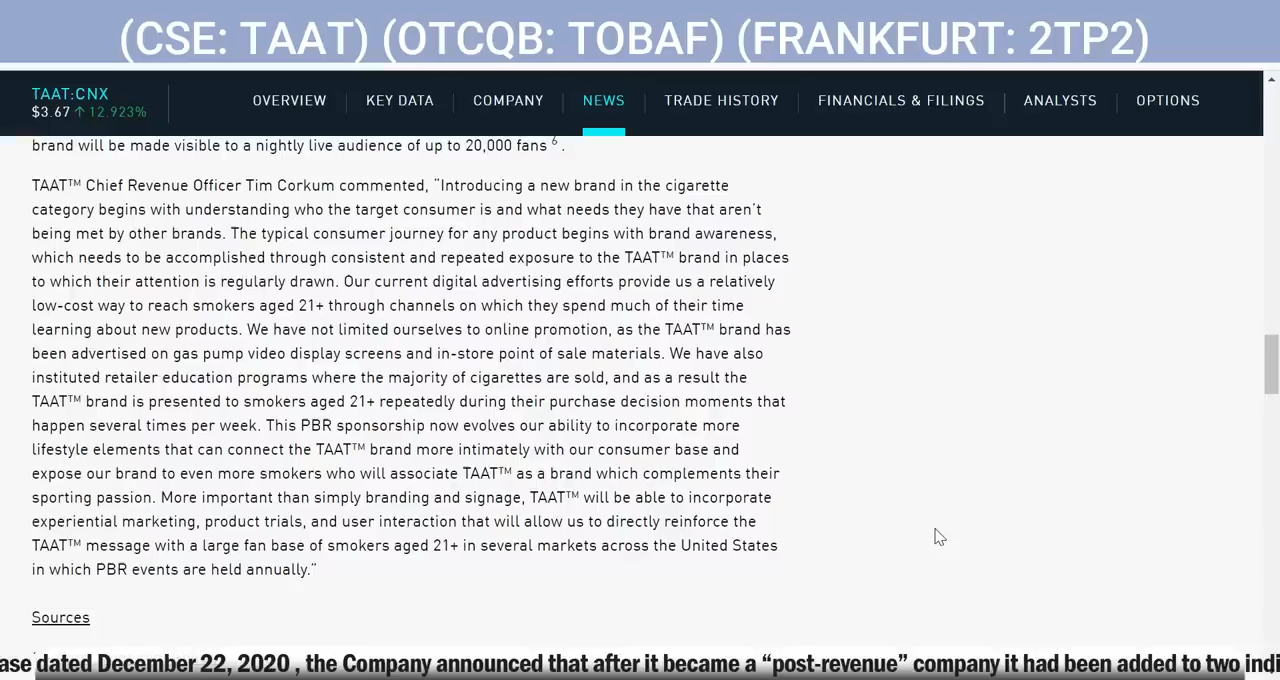 (CSE: TAAT) (OTCQB: TOBAF) (FRANKFURT: 2TP2)
TAAT:CNX
$3.67 ↑ 12.923%
OVERVIEW KEY DATA COMPANY NEWS TRADE HISTORY FINANCIALS & FILINGS ANALYSTS OPTIONS
brand will be made visible to a nightly live audience of up to 20,000 fans 6 .
TAAT™ Chief Revenue Officer Tim Corkum commented, “Introducing a new brand in the cigarette
category begins with understanding who the target consumer is and what needs they have that aren’t
being met by other brands. The typical consumer journey for any product begins with brand awareness,
which needs to be accomplished through consistent and repeated exposure to the TAAT™ brand in places
to which their attention is regularly drawn. Our current digital advertising efforts provide us a relatively
low-cost way to reach smokers aged 21+ through channels on which they spend much of their time
learning about new products. We have not limited ourselves to online promotion, as the TAAT™ brand has
been advertised on gas pump video display screens and in-store point of sale materials. We have also
instituted retailer education programs where the majority of cigarettes are sold, and as a result the
TAAT™ brand is presented to smokers aged 21+ repeatedly during their purchase decision moments that
happen several times per week. This PBR sponsorship now evolves our ability to incorporate more
lifestyle elements that can connect the TAAT™ brand more intimately with our consumer base and
expose our brand to even more smokers who will associate TAAT™ as a brand which complements their
sporting passion. More important than simply branding and signage, TAAT™ will be able to incorporate
experiential marketing, product trials, and user interaction that will allow us to directly reinforce the
TAAT™ message with a large fan base of smokers aged 21+ in several markets across the United States
in which PBR events are held annually.”
Sources
ase dated December 22, 2020 , the Company announced that after it became a “post-revenue” company it had been added to two indi